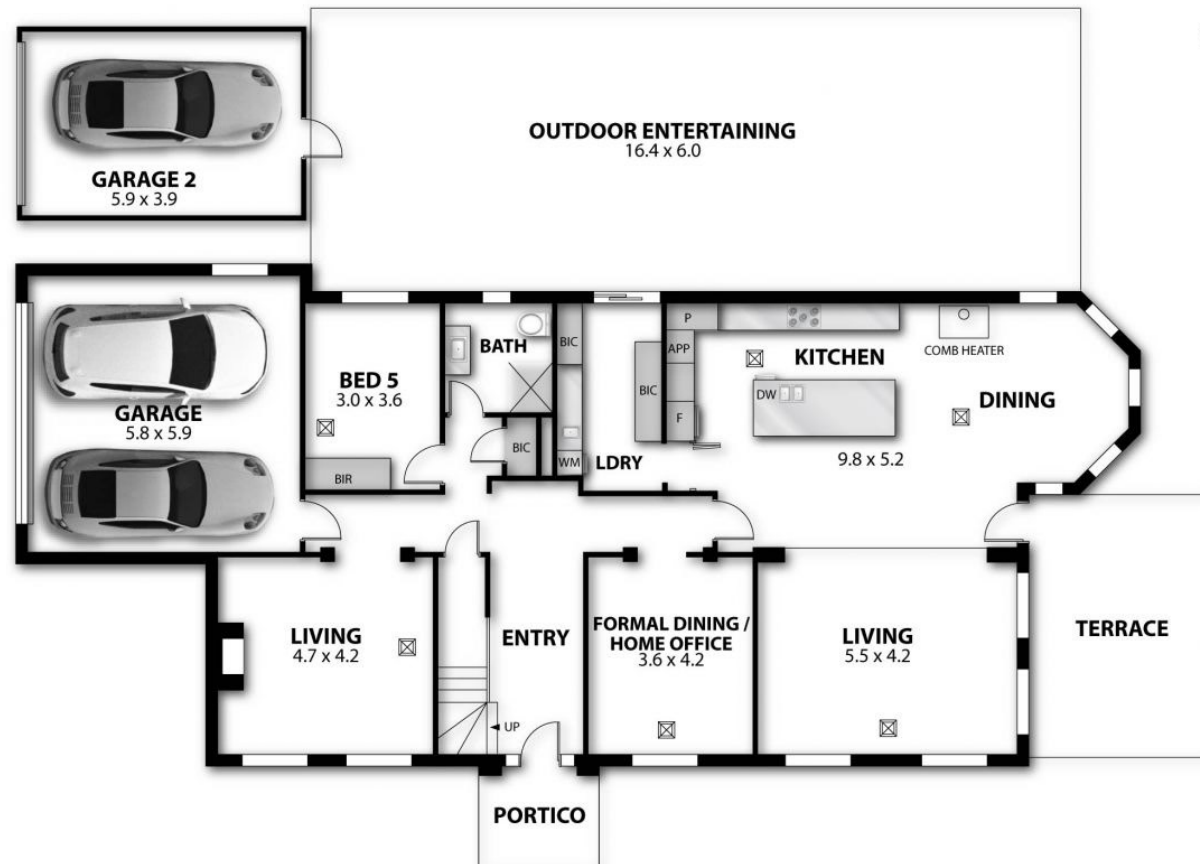 OUTDOOR ENTERTAINING
16.4 x 6.0
GARAGE 2
5.9 x 3.9
P
BIC
BATH
APP
KITCHEN
COMB HEATER
BED 5
3.0 x 3.6
BIC
DW
DINING
GARAGE
5.8 x 5.9
F
BIC
WM
LDRY
9.8 x 5.2
BIR
LIVING
4.7 x 4.2
ENTRY
FORMAL DINING /
HOME OFFICE
3.6 x 4.2
LIVING
5.5 x 4.2
TERRACE
UP
PORTICO